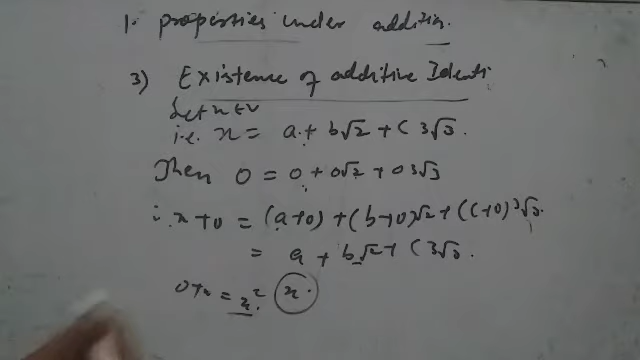 1. Properties under addition.
3) Existence of additive Identi
Let x ∈ V
i.e. x = a + b√2 + c ³√3
Then 0 = 0 + 0√2 + 0 ³√3
∴ x+0 = (a+0) + (b+0)√2 + (c+0) ³√3.
= a + b√2 + c ³√3.
0+x = x? x.